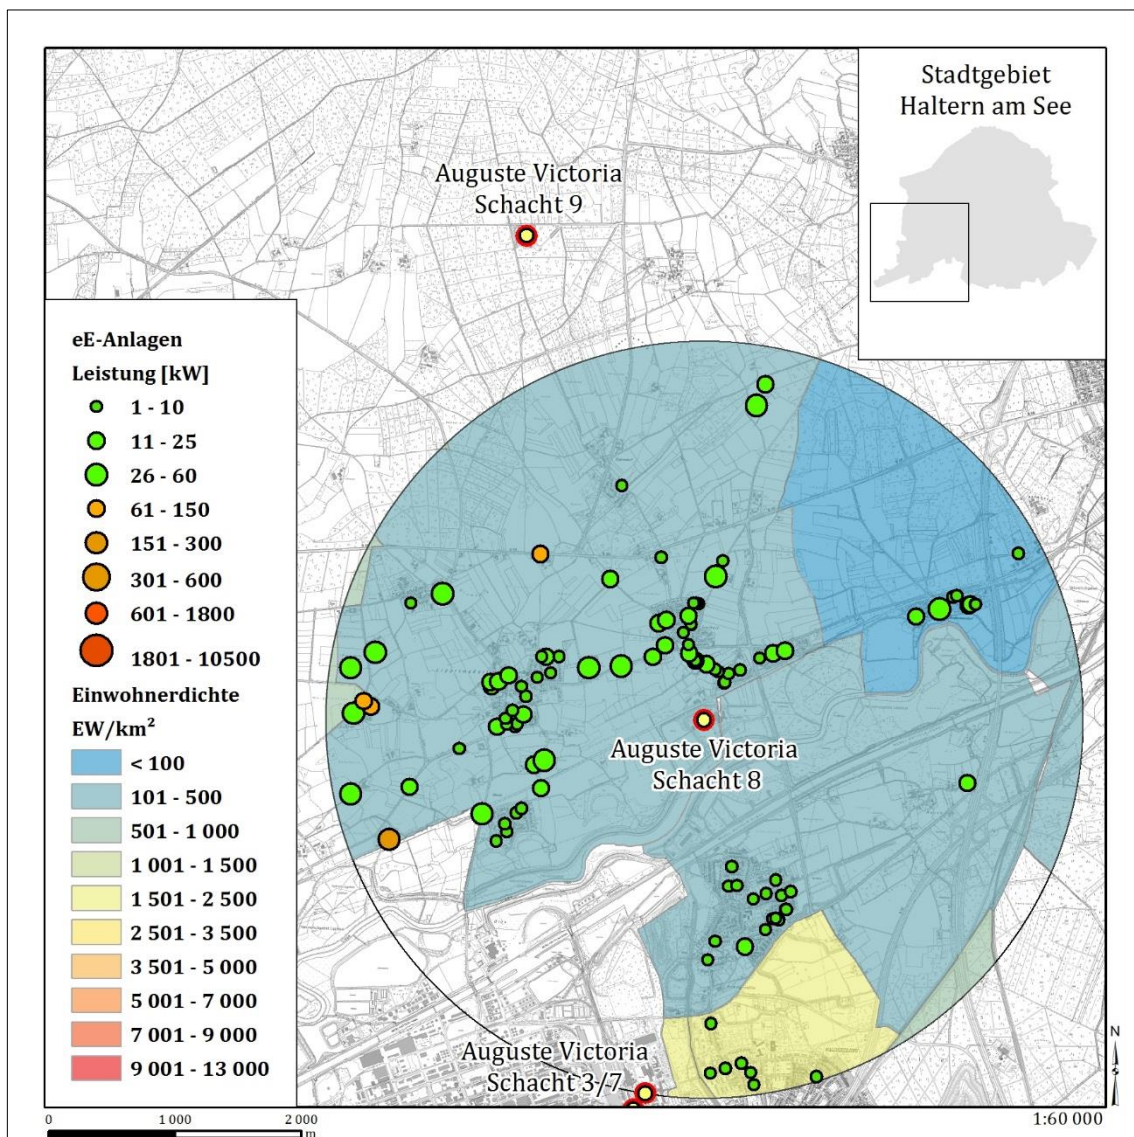 Stadtgebiet
Haltern am See
Auguste Victoria
Schacht 9
eE-Anlagen
Leistung [kW]
1 - 10
11 - 25
26 - 60
61 - 150
151 - 300
301 - 600
601 - 1800
1801 - 10500
Einwohnerdichte
EW/km²
< 100
101 - 500
501 - 1 000
1 001 - 1 500
1 501 - 2 500
2 501 - 3 500
3 501 - 5 000
5 001 - 7 000
7 001 - 9 000
9 001 - 13 000
Auguste Victoria
Schacht 8
Auguste Victoria
Schacht 3/7
N
0 1 000 2 000
m
1:60 000